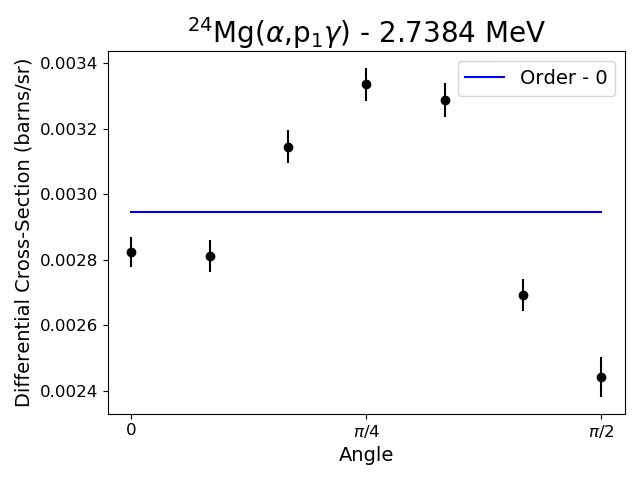 ²⁴Mg(α,p₁γ) - 2.7384 MeV
Differential Cross-Section (barns/sr)
0.0034
0.0032
0.0030
0.0028
0.0026
0.0024
Order - 0
0
π/4
π/2
Angle